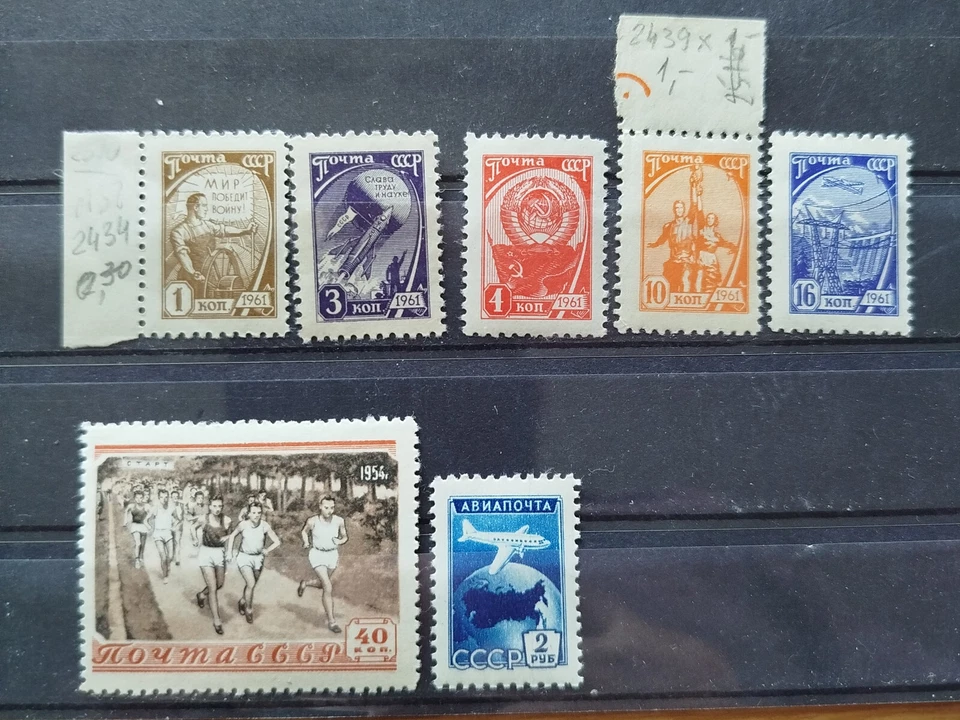 2439 x 1,-
1,-
2434
0,30
Почта СССР
МИР
ПОБЕДИТ
ВОЙНУ!
1 КОП 1961
Почта СССР
СЛАВА
ТРУДУ
И НАУКЕ
СССР
3 КОП. 1961
Почта СССР
4 КОП. 1961
Почта СССР
10 КОП. 1961
Почта СССР
16 КОП. 1961
СТАРТ
1954г.
40
КОП.
Почта СССР
АВИАПОЧТА
СССР
2
РУБ